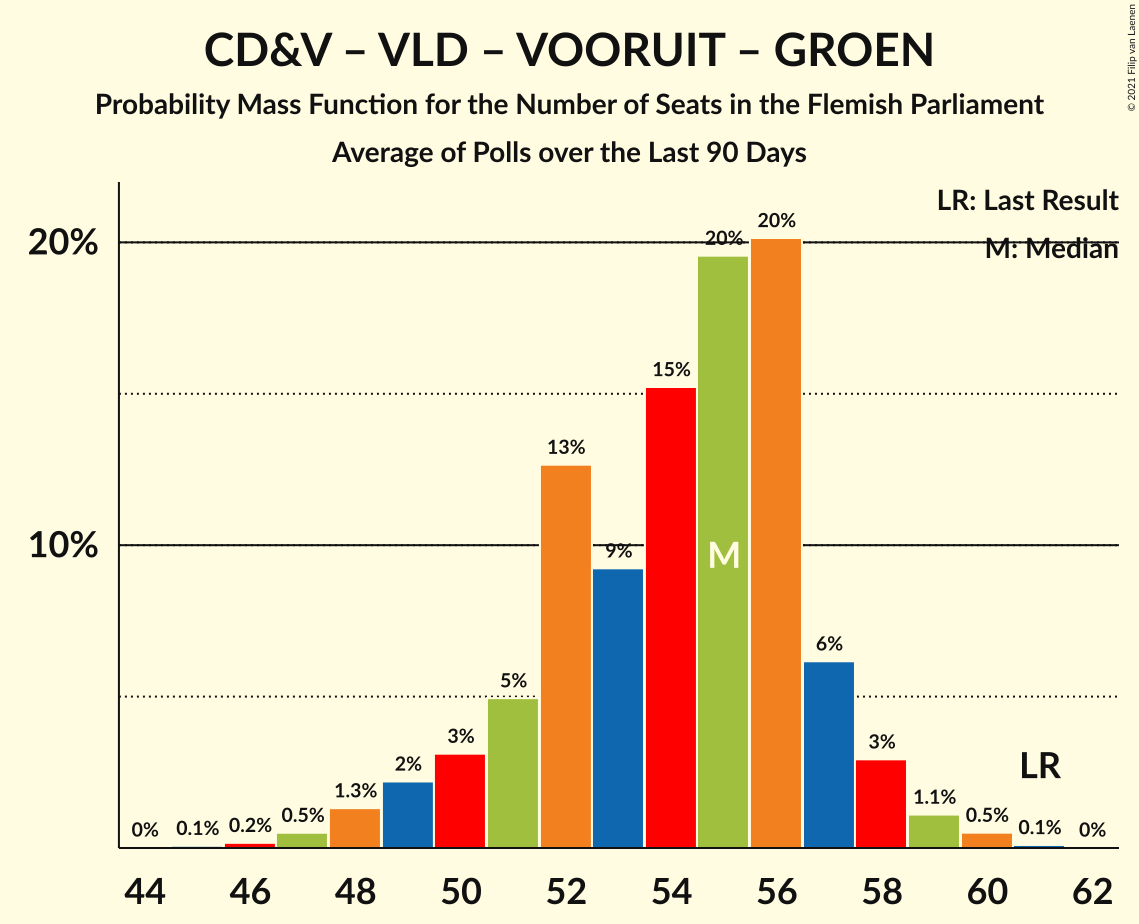 CD&V – VLD – VOORUIT – GROEN
Probability Mass Function for the Number of Seats in the Flemish Parliament
Average of Polls over the Last 90 Days
© 2021 Filip van Laenen
LR: Last Result
M: Median
20%
10%
0%
0.1%
0.2%
0.5%
1.3%
2%
3%
5%
13%
9%
15%
20%
20%
6%
3%
1.1%
0.5%
0.1%
0%
M
LR
44 46 48 50 52 54 56 58 60 62